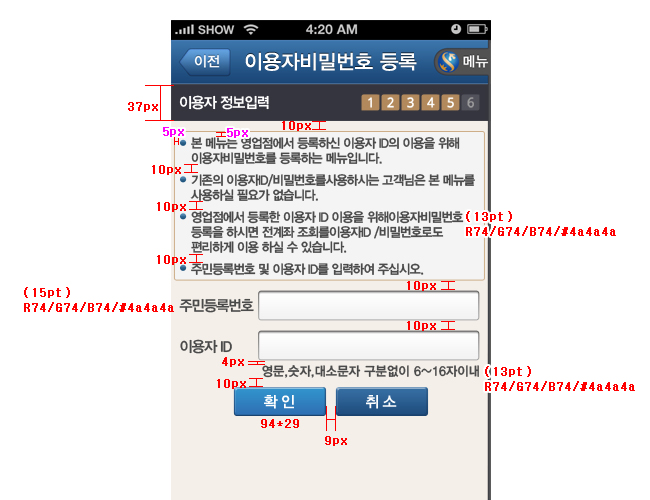 SHOW 4:20 AM
이전 이용자비밀번호 등록 메뉴
37px 이용자 정보입력 1 2 3 4 5 6
10px
5px 5px
본 메뉴는 영업점에서 등록하신 이용자 ID의 이용을 위해
이용자비밀번호를 등록하는 메뉴입니다.
10px
기존의 이용자ID/비밀번호를사용하시는 고객님은 본 메뉴를
사용하실 필요가 없습니다.
10px
영업점에서 등록한 이용자 ID 이용을 위해이용자비밀번호 (13pt)
등록을 하시면 전계좌 조회를이용자ID /비밀번호로도 R74/G74/B74/#4a4a4a
편리하게 이용 하실 수 있습니다.
10px
주민등록번호 및 이용자 ID를 입력하여 주십시오.
10px
(15pt)
R74/G74/B74/#4a4a4a 주민등록번호
10px
이용자 ID
4px 영문,숫자,대소문자 구분없이 6~16자이내 (13pt)
10px R74/G74/B74/#4a4a4a
확인 취소
94*29
9px